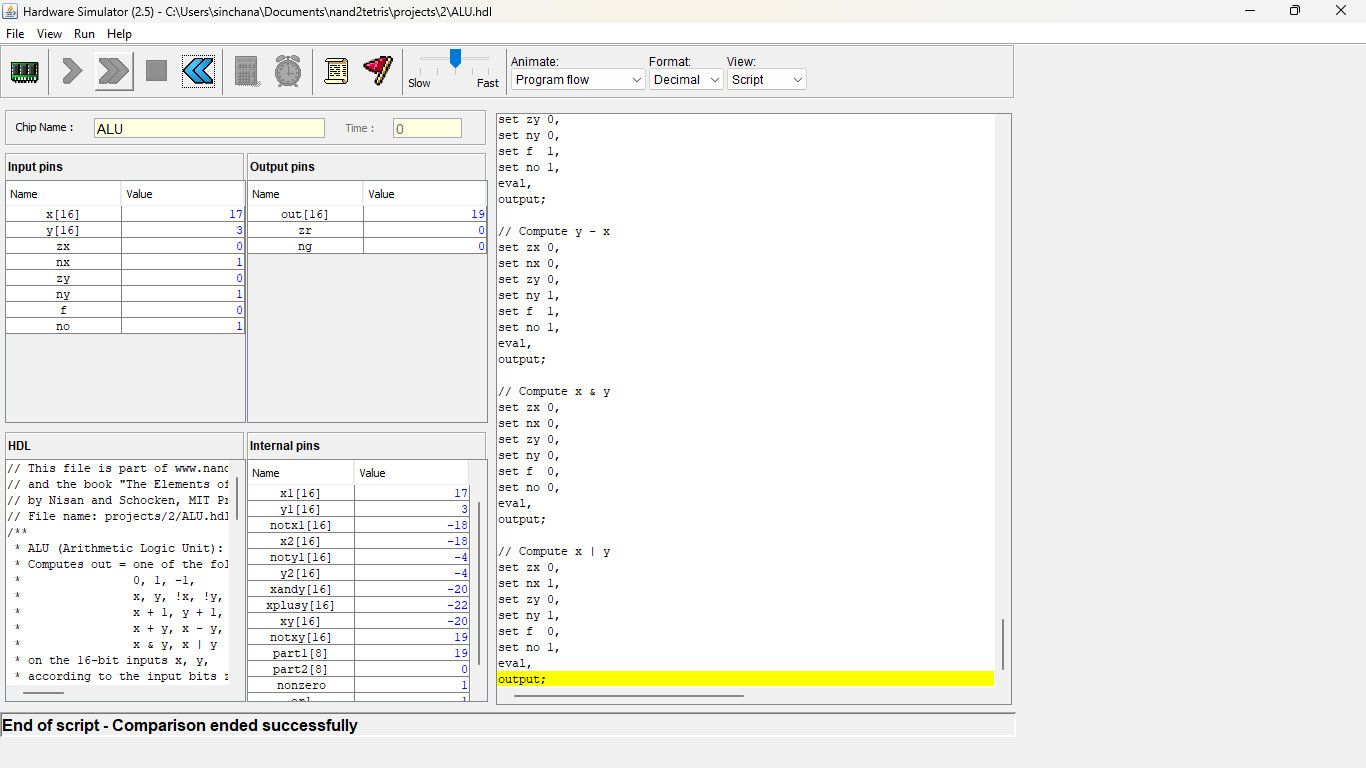 Hardware Simulator (2.5) - C:\Users\sinchana\Documents\nand2tetris\projects\2\ALU.hdl
File View Run Help
Slow Fast
Animate: Format: View:
Program flow Decimal Script
Chip Name : ALU Time : 0
Input pins
Name Value
x[16] 17
y[16] 3
zx 0
nx 1
zy 0
ny 1
f 0
no 1
Output pins
Name Value
out[16] 19
zr 0
ng 0
HDL
// This file is part of www.nand
// and the book "The Elements of
// by Nisan and Schocken, MIT Pr
// File name: projects/2/ALU.hdl
/**
* ALU (Arithmetic Logic Unit):
* Computes out = one of the fol
* 0, 1, -1,
* x, y, !x, !y,
* x + 1, y + 1,
* x + y, x - y,
* x & y, x | y
* on the 16-bit inputs x, y,
* according to the input bits z
Internal pins
Name Value
x1[16] 17
y1[16] 3
notx1[16] -18
x2[16] -18
noty1[16] -4
y2[16] -4
xandy[16] -20
xplusy[16] -22
xy[16] -20
notxy[16] 19
part1[8] 19
part2[8] 0
nonzero 1
set zy 0,
set ny 0,
set f 1,
set no 1,
eval,
output;
// Compute y - x
set zx 0,
set nx 0,
set zy 0,
set ny 1,
set f 1,
set no 1,
eval,
output;
// Compute x & y
set zx 0,
set nx 0,
set zy 0,
set ny 0,
set f 0,
set no 0,
eval,
output;
// Compute x | y
set zx 0,
set nx 1,
set zy 0,
set ny 1,
set f 0,
set no 1,
eval,
output;
End of script - Comparison ended successfully